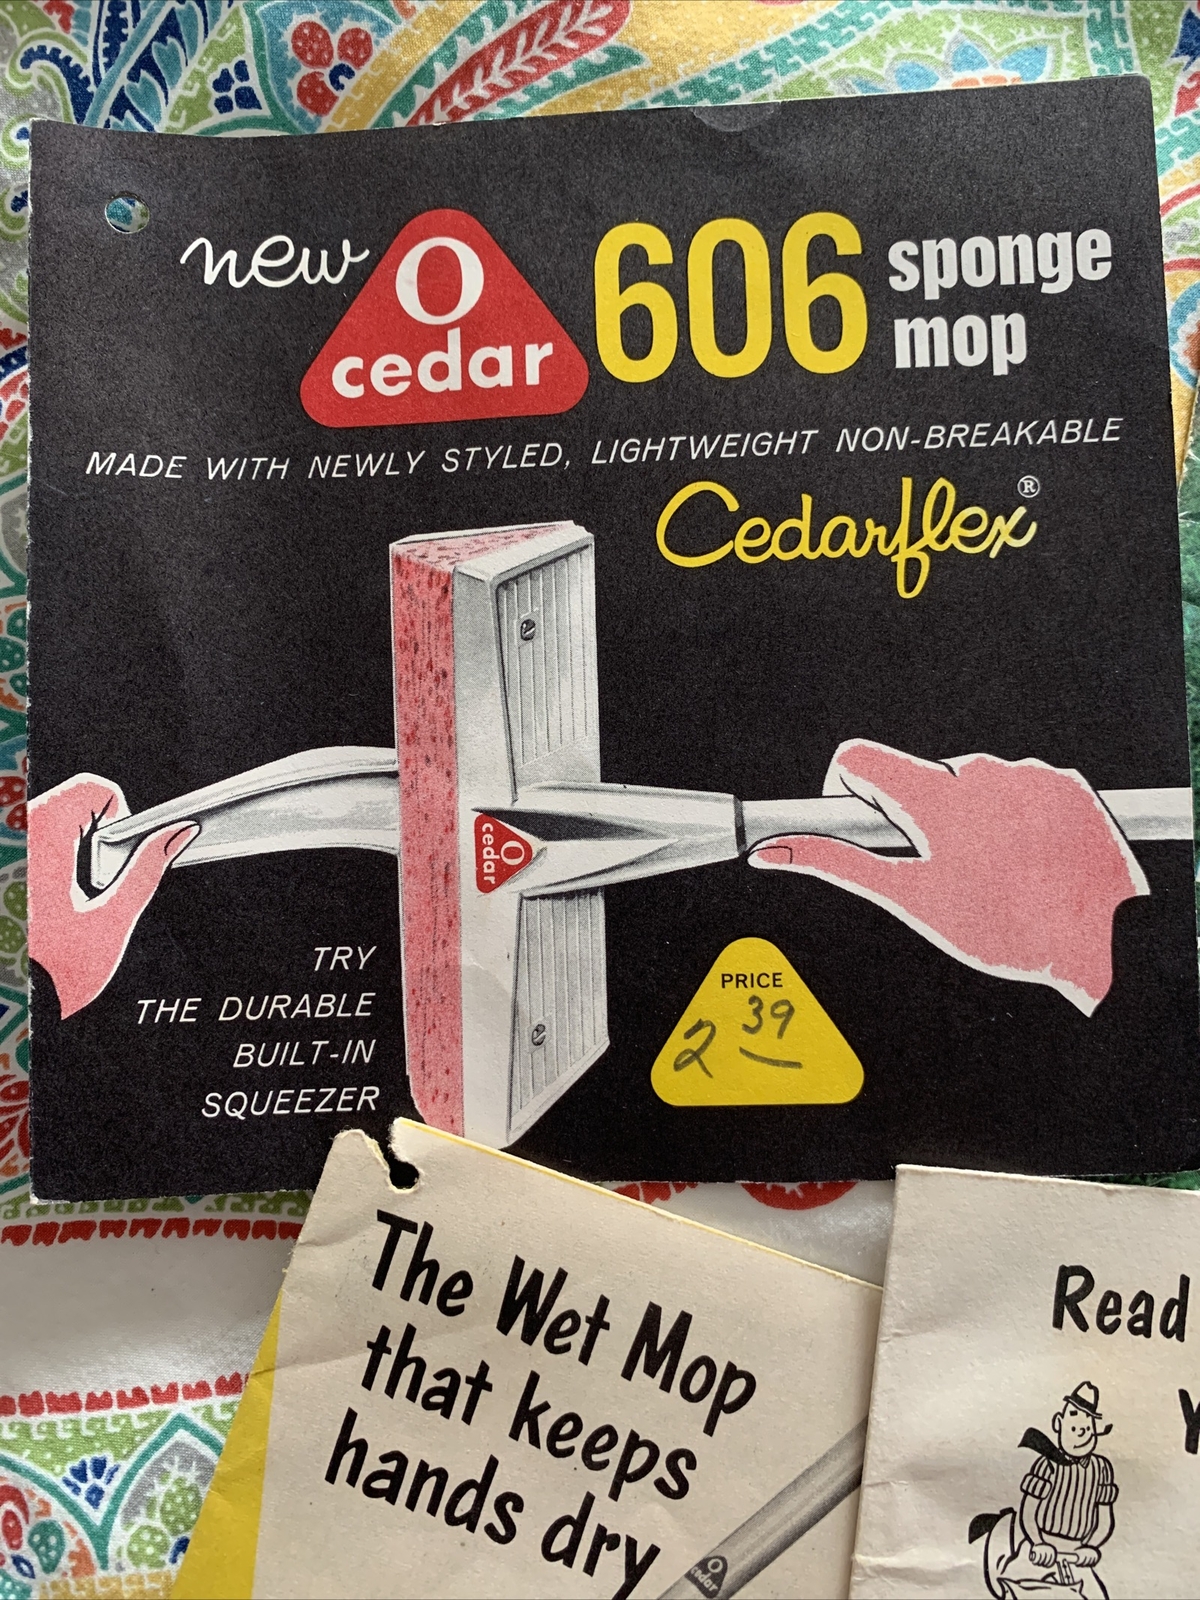 new O cedar 606 sponge mop
MADE WITH NEWLY STYLED, LIGHTWEIGHT NON-BREAKABLE
Cedarflex®
O cedar
TRY
THE DURABLE
BUILT-IN
SQUEEZER
PRICE
2 39
The Wet Mop
that keeps
hands dry
O cedar
Read